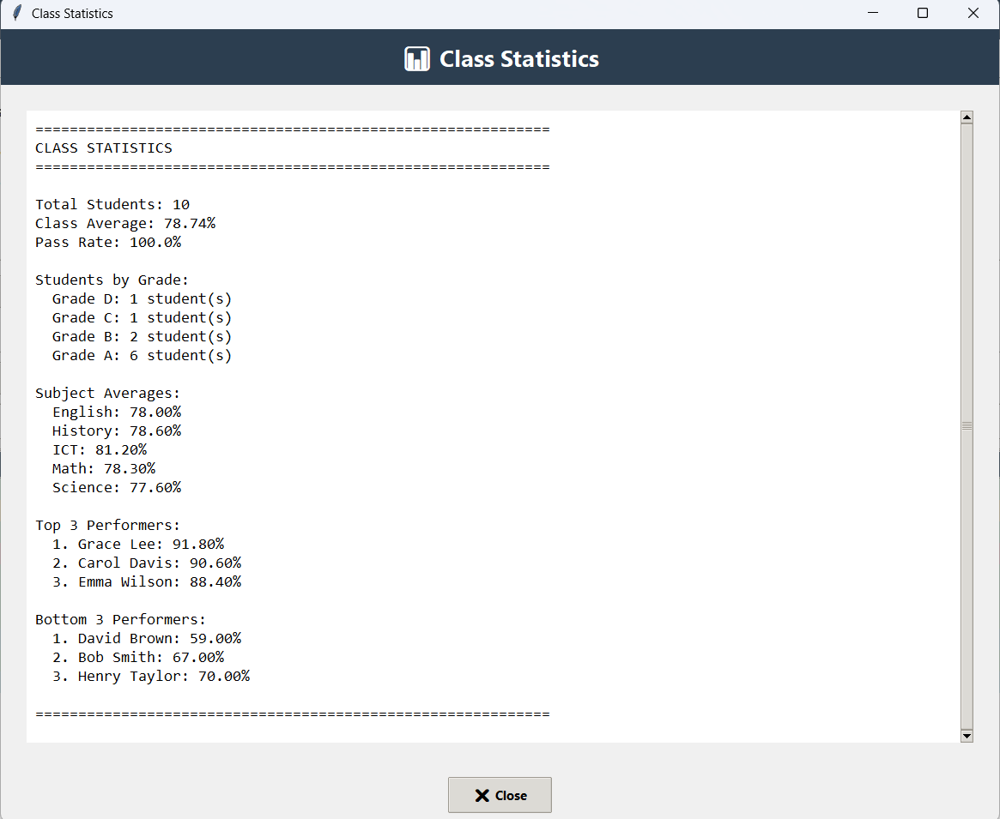 Class Statistics
Class Statistics
============================================================
CLASS STATISTICS
============================================================
Total Students: 10
Class Average: 78.74%
Pass Rate: 100.0%
Students by Grade:
Grade D: 1 student(s)
Grade C: 1 student(s)
Grade B: 2 student(s)
Grade A: 6 student(s)
Subject Averages:
English: 78.00%
History: 78.60%
ICT: 81.20%
Math: 78.30%
Science: 77.60%
Top 3 Performers:
1. Grace Lee: 91.80%
2. Carol Davis: 90.60%
3. Emma Wilson: 88.40%
Bottom 3 Performers:
1. David Brown: 59.00%
2. Bob Smith: 67.00%
3. Henry Taylor: 70.00%
============================================================
Close